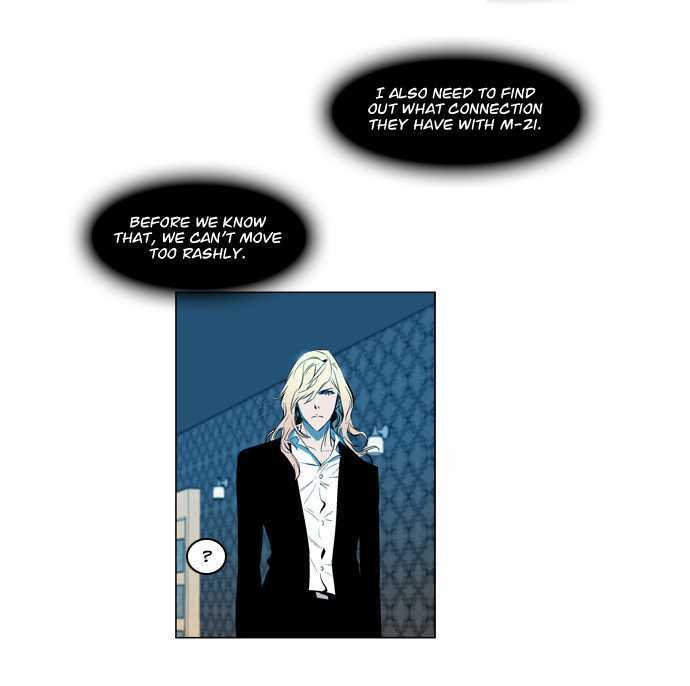 I ALSO NEED TO FIND
OUT WHAT CONNECTION
THEY HAVE WITH M-21.
BEFORE WE KNOW
THAT, WE CAN'T MOVE
TOO RASHLY.
?